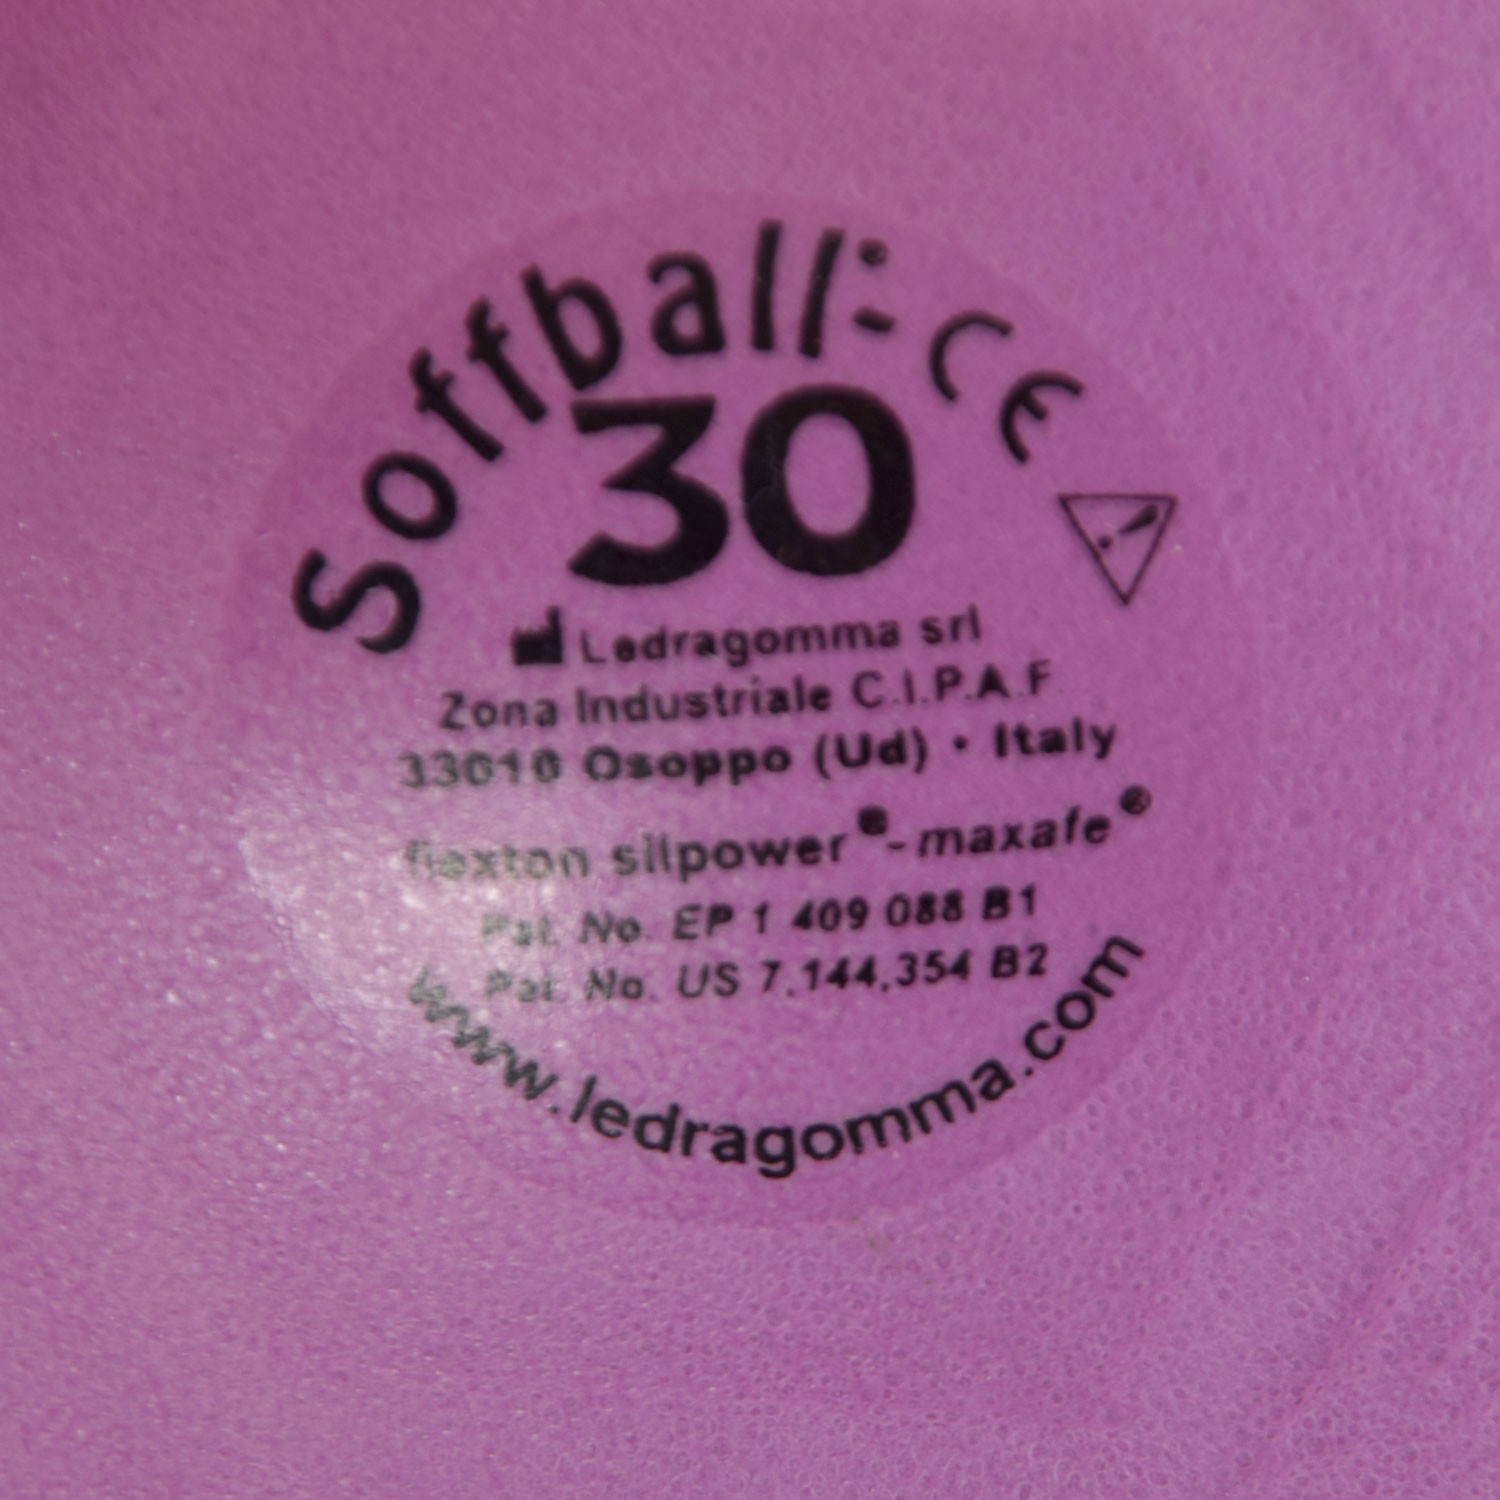 Soffball® - CE
30
Ledragomma srl
Zona Industriale C.I.P.A.F.
33010 Osoppo (Ud) • Italy
flexton silpower® - maxafe®
Pat. No. EP 1 409 088 B1
Pat. No. US 7.144.354 B2
www.ledragomma.com